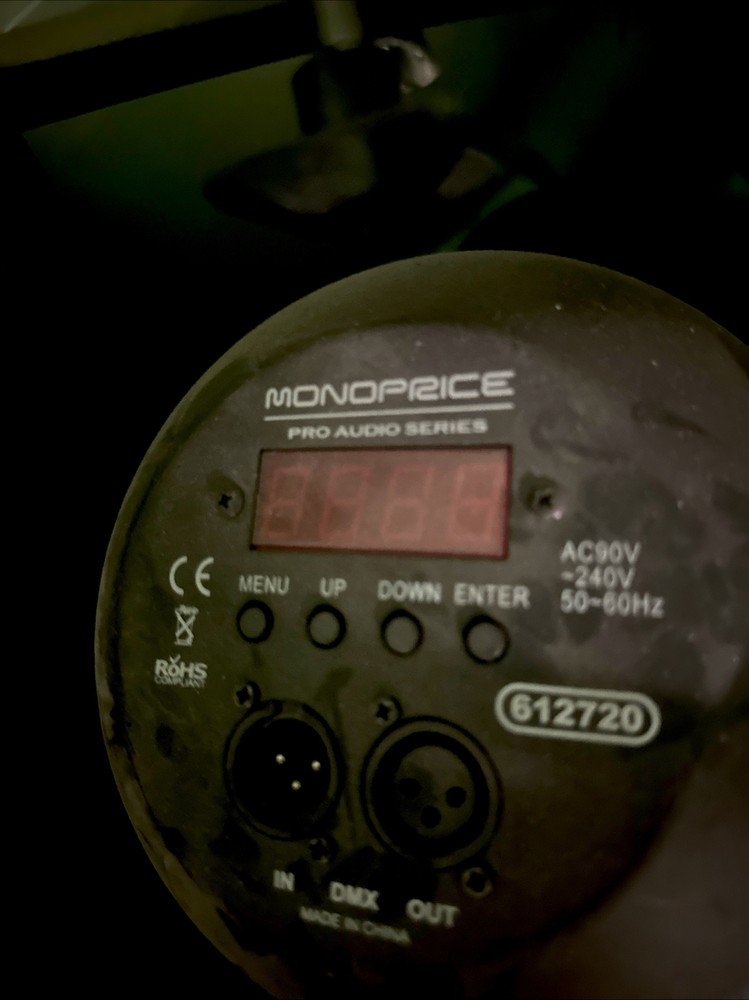 MONOPRICE
PRO AUDIO SERIES
AC90V
~240V
50~60Hz
CE
MENU UP DOWN ENTER
RoHS
COMPLIANT
612720
IN DMX OUT
MADE IN CHINA